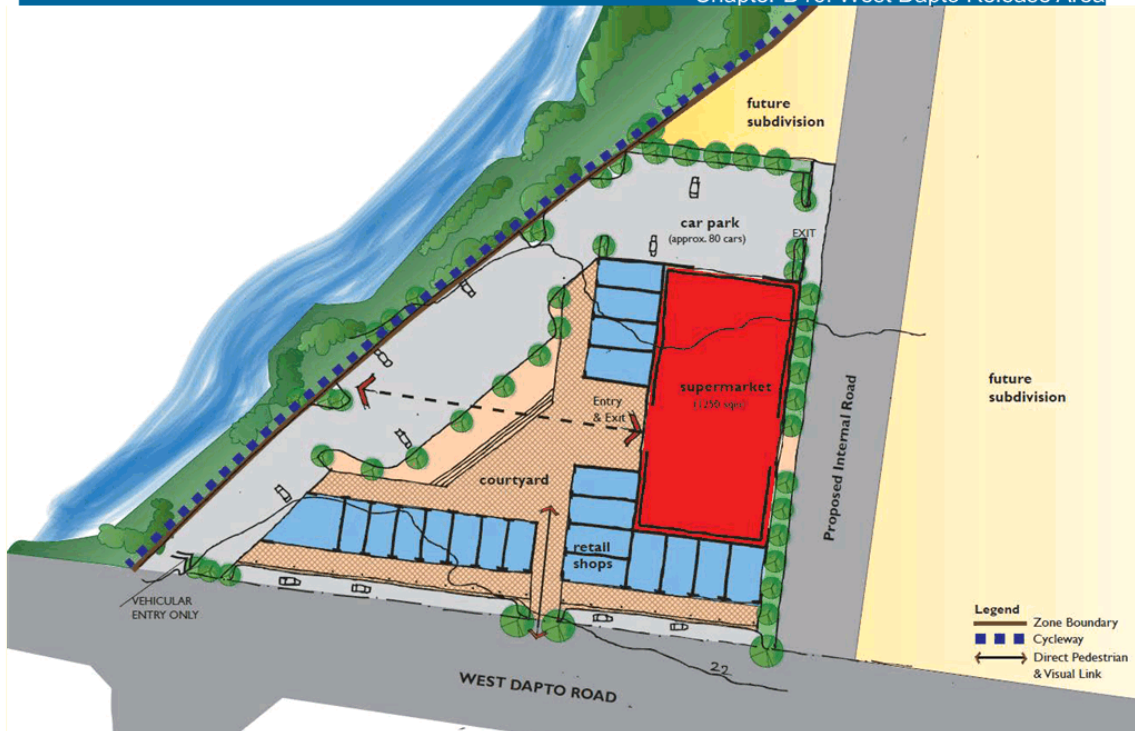 future
subdivision
car park
(approx. 80 cars)
EXIT
supermarket
Entry
& Exit
future
subdivision
Proposed Internal Road
courtyard
retail
shops
VEHICULAR
ENTRY ONLY
22
WEST DAPTO ROAD
Legend
Zone Boundary
Cycleway
Direct Pedestrian
& Visual Link